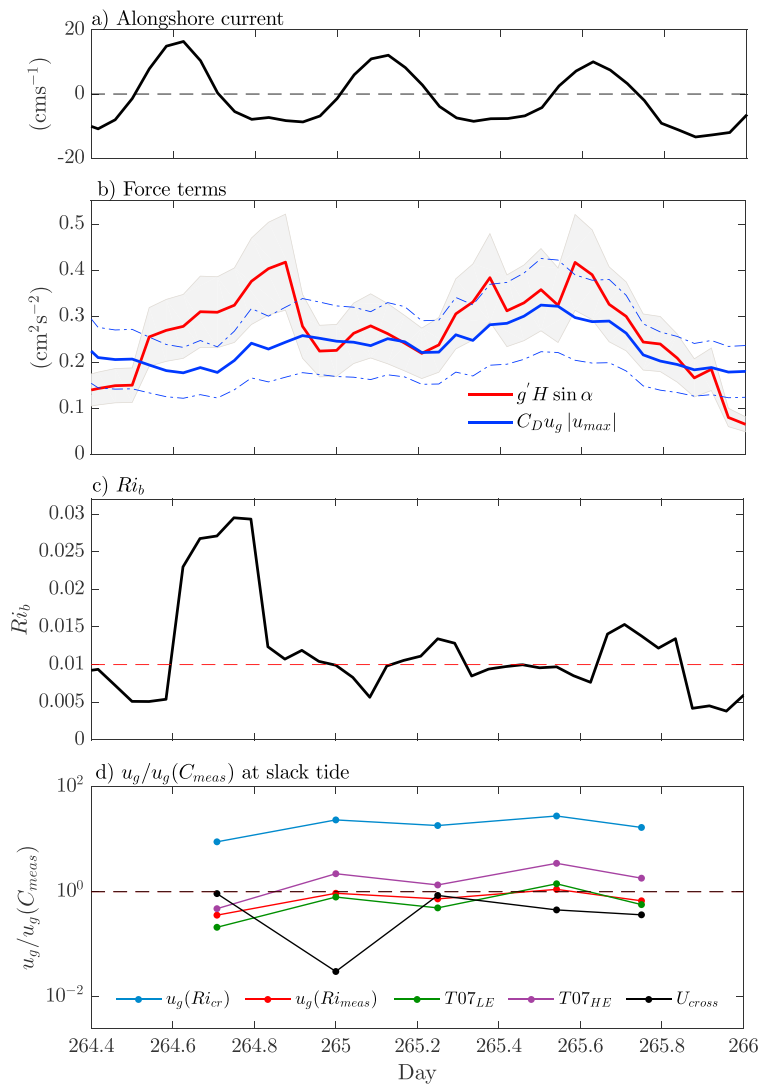 a) Alongshore current
20
0
-20
(cms⁻¹)
b) Force terms
0.5
0.4
0.3
0.2
0.1
0
(cm² s⁻²)
g′H sin α
C_D u_g |u_max|
c) Ri_b
0.03
0.025
0.02
0.015
0.01
0.005
0
Ri_b
d) u_g/u_g(C_meas) at slack tide
10²
10⁰
10⁻²
u_g/u_g(C_meas)
u_g(Ri_cr) u_g(Ri_meas) T07_LE T07_HE U_cross
264.4 264.6 264.8 265 265.2 265.4 265.6 265.8 266
Day